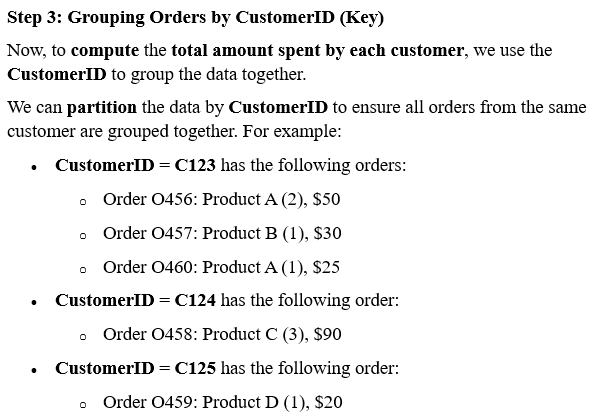 Step 3: Grouping Orders by CustomerID (Key)
Now, to compute the total amount spent by each customer, we use the
CustomerID to group the data together.
We can partition the data by CustomerID to ensure all orders from the same
customer are grouped together. For example:
• CustomerID = C123 has the following orders:
o Order O456: Product A (2), $50
o Order O457: Product B (1), $30
o Order O460: Product A (1), $25
• CustomerID = C124 has the following order:
o Order O458: Product C (3), $90
• CustomerID = C125 has the following order:
o Order O459: Product D (1), $20